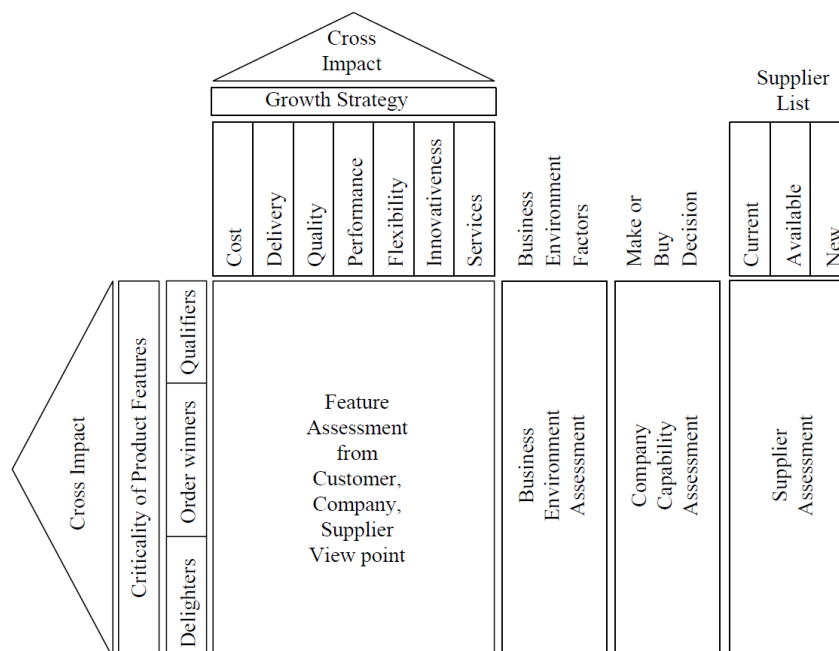 Cross
Impact
Growth Strategy
Supplier
List
Cost
Delivery
Quality
Performance
Flexibility
Innovativeness
Services
Business
Environment
Factors
Make or
Buy
Decision
Current
Available
New
Cross Impact
Criticality of Product Features
Qualifiers
Order winners
Delighters
Feature
Assessment
from
Customer,
Company,
Supplier
View point
Business
Environment
Assessment
Company
Capability
Assessment
Supplier
Assessment